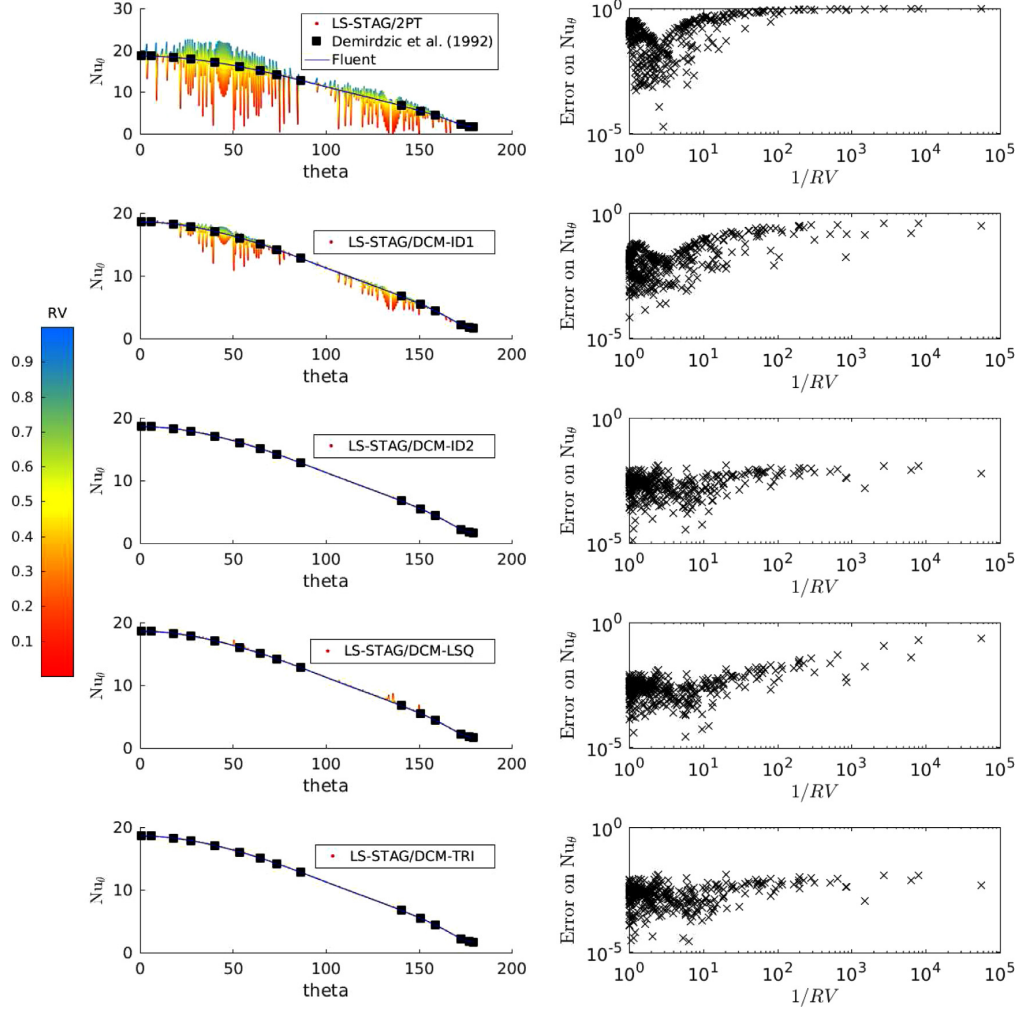 LS-STAG/2PT
Demirdzic et al. (1992)
Fluent
Nuθ
30
20
10
0
0 50 100 150 200
theta
Error on Nuθ
10^0
10^-5
10^0 10^1 10^2 10^3 10^4 10^5
1/RV
LS-STAG/DCM-ID1
Nuθ
20
10
0
0 50 100 150 200
theta
Error on Nuθ
10^0
10^-5
10^0 10^1 10^2 10^3 10^4 10^5
1/RV
RV
0.9
0.8
0.7
0.6
0.5
0.4
0.3
0.2
0.1
LS-STAG/DCM-ID2
Nuθ
20
10
0
0 50 100 150 200
theta
Error on Nuθ
10^0
10^-5
10^0 10^1 10^2 10^3 10^4 10^5
1/RV
LS-STAG/DCM-LSQ
Nuθ
20
10
0
0 50 100 150 200
theta
Error on Nuθ
10^0
10^-5
10^0 10^1 10^2 10^3 10^4 10^5
1/RV
LS-STAG/DCM-TRI
Nuθ
20
10
0
0 50 100 150 200
theta
Error on Nuθ
10^0
10^-5
10^0 10^1 10^2 10^3 10^4 10^5
1/RV